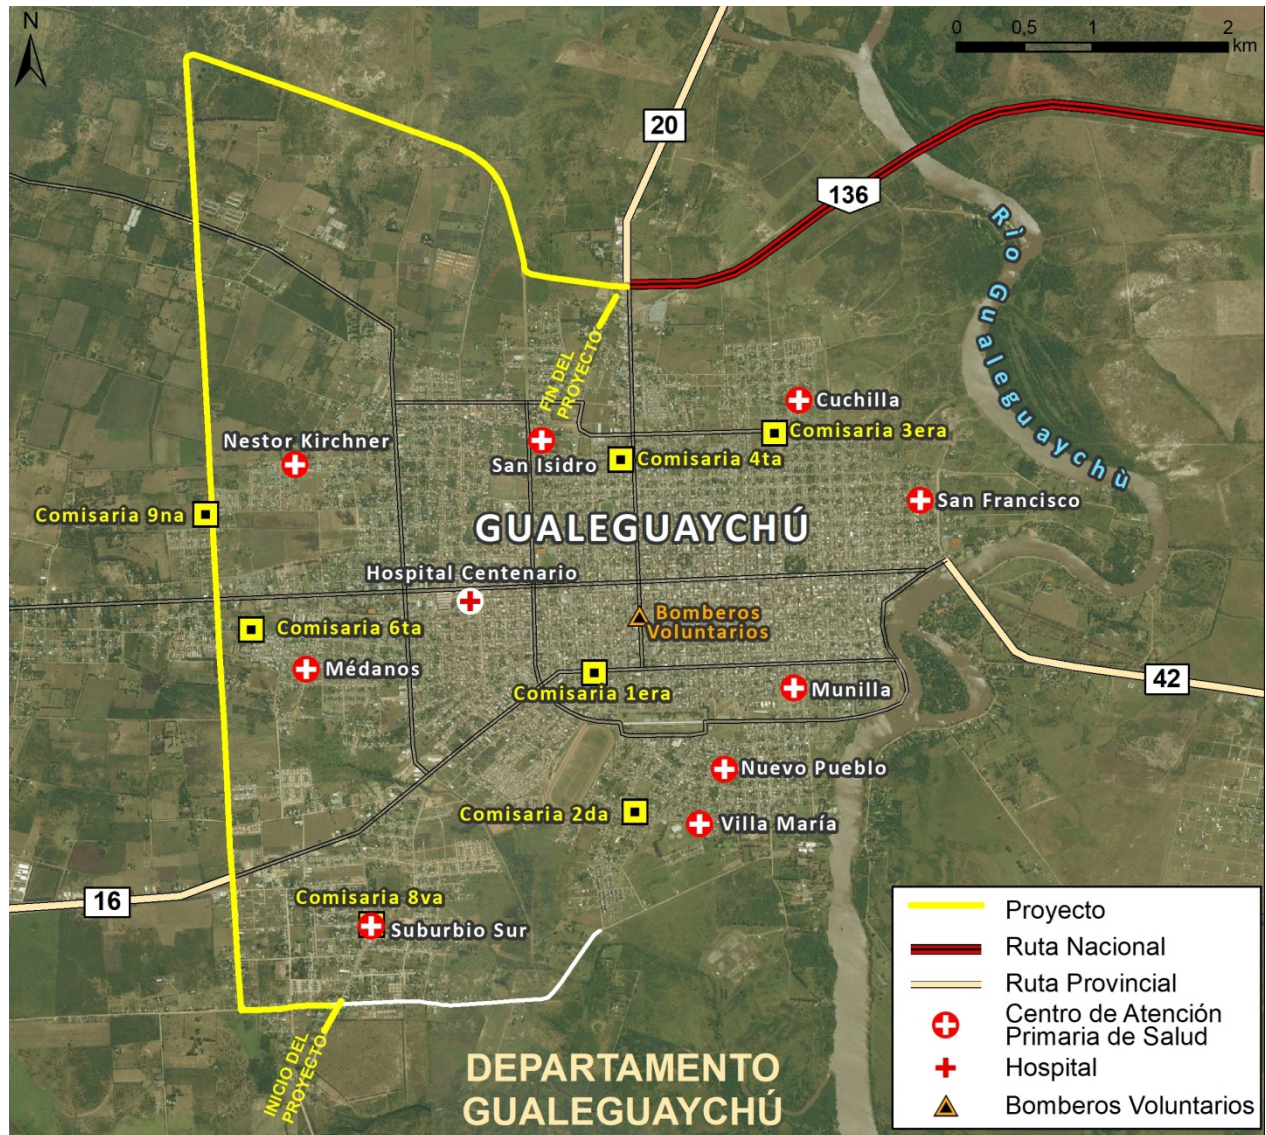 N
0 0,5 1 2
km
20
136
Rìo Gualeguaychù
FIN DEL
PROYECTO
Cuchilla
Comisaria 3era
Nestor Kirchner
San Isidro
Comisaria 4ta
San Francisco
Comisaria 9na
GUALEGUAYCHÚ
Hospital Centenario
Comisaria 6ta
Bomberos
Voluntarios
Médanos
Comisaria 1era
Munilla
42
Nuevo Pueblo
Comisaria 2da
Villa María
16
Comisaria 8va
Suburbio Sur
INICIO DEL
PROYECTO
DEPARTAMENTO
GUALEGUAYCHÚ
Proyecto
Ruta Nacional
Ruta Provincial
Centro de Atención
Primaria de Salud
Hospital
Bomberos Voluntarios